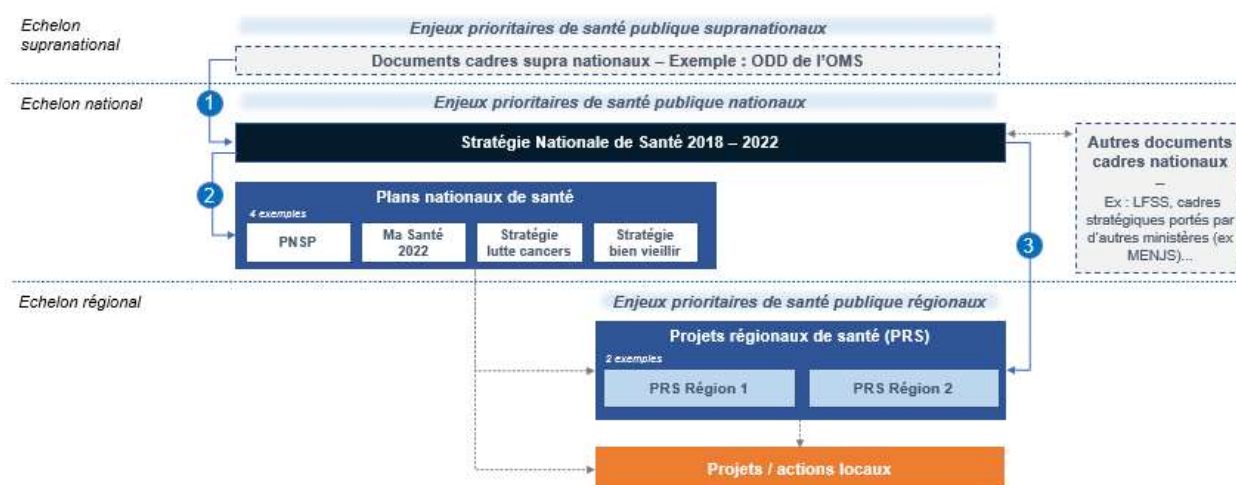 Echelon
supranational
Enjeux prioritaires de santé publique supranationaux
Documents cadres supra nationaux – Exemple : ODD de l'OMS
Echelon national
1
Enjeux prioritaires de santé publique nationaux
Stratégie Nationale de Santé 2018 – 2022
Autres documents
cadres nationaux
–
Ex : LFSS, cadres
stratégiques portés par
d'autres ministères (ex
MENJS)...
2
Plans nationaux de santé
4 exemples
PNSP
Ma Santé
2022
Stratégie
lutte cancers
Stratégie
bien vieillir
3
Echelon régional
Enjeux prioritaires de santé publique régionaux
Projets régionaux de santé (PRS)
2 exemples
PRS Région 1
PRS Région 2
Projets / actions locaux